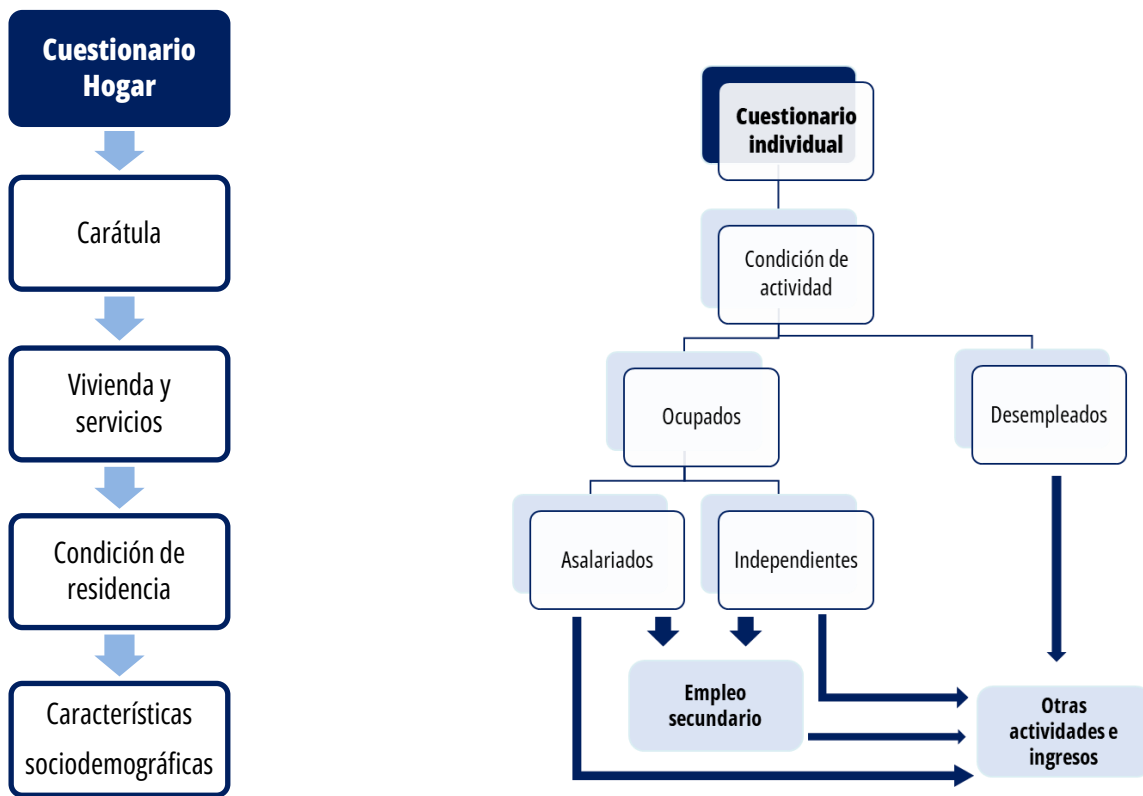 Cuestionario
Hogar
Carátula
Vivienda y
servicios
Condición de
residencia
Características
sociodemográficas
Cuestionario
individual
Condición de
actividad
Ocupados
Desempleados
Asalariados
Independientes
Empleo
secundario
Otras
actividades e
ingresos